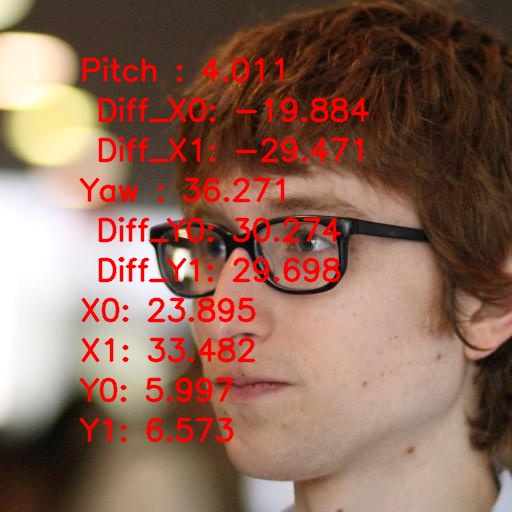 Pitch : 4.011
Diff_X0: -19.884
Diff_X1: -29.471
Yaw : 36.271
Diff_Y0: 30.274
Diff_Y1: 29.698
X0: 23.895
X1: 33.482
Y0: 5.997
Y1: 6.573